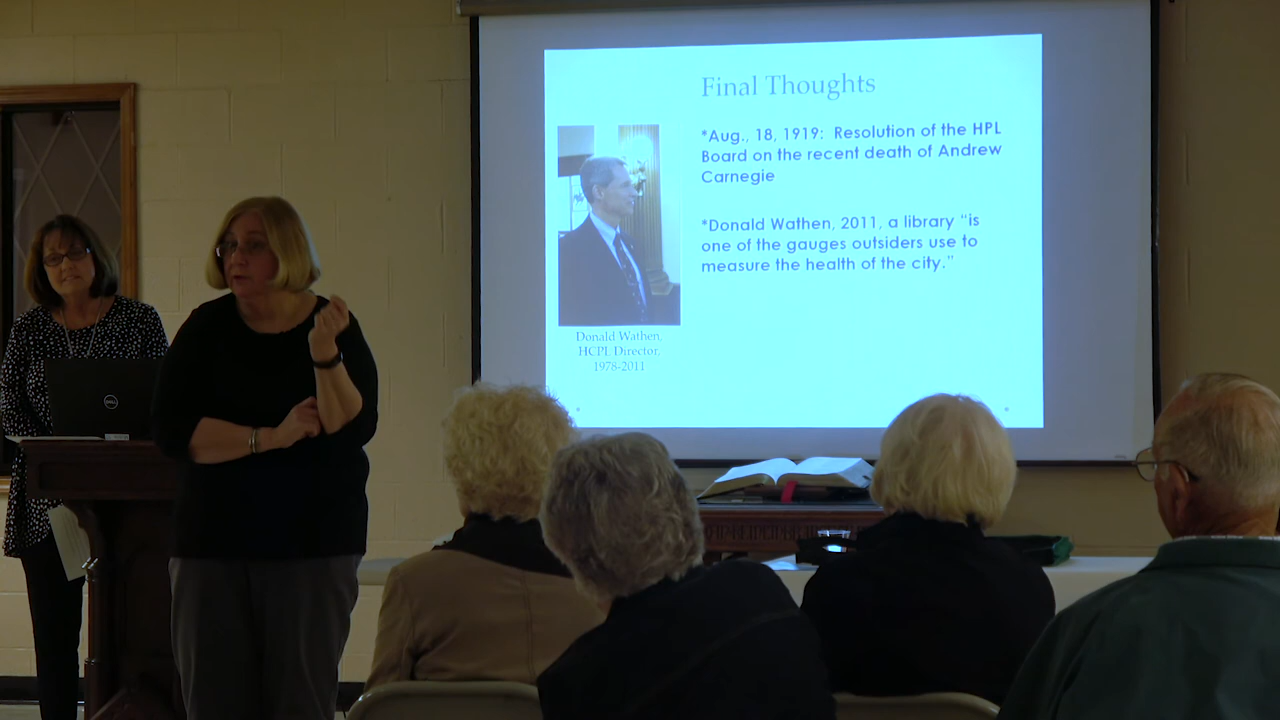 Final Thoughts
*Aug., 18, 1919: Resolution of the HPL
Board on the recent death of Andrew
Carnegie
*Donald Wathen, 2011, a library “is
one of the gauges outsiders use to
measure the health of the city.”
Donald Wathen,
HCPL Director,
1978-2011
DELL